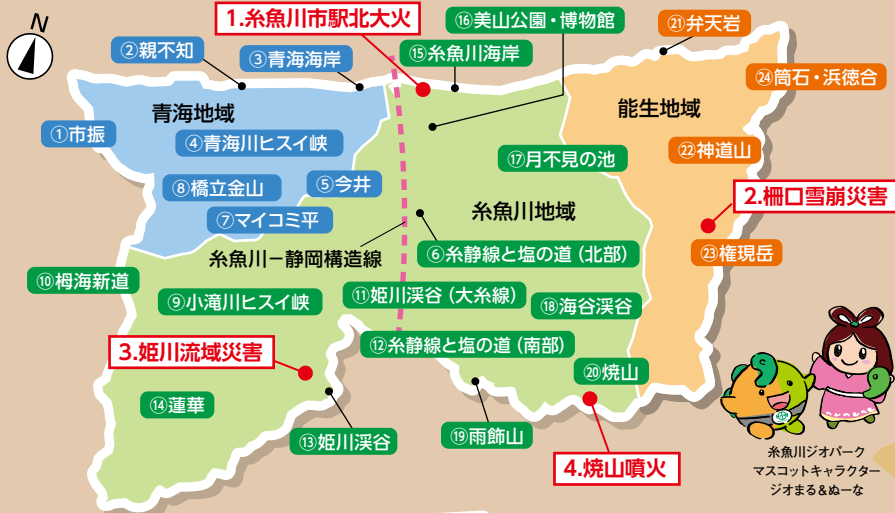 N
1.糸魚川市駅北大火
⑯美山公園・博物館
㉑弁天岩
②親不知
③青海海岸
⑮糸魚川海岸
㉔筒石・浜徳合
青海地域
能生地域
①市振
④青海川ヒスイ峡
㉒神道山
⑰月不見の池
⑧橋立金山
⑤今井
2.柵口雪崩災害
⑦マイコミ平
糸魚川地域
糸魚川－静岡構造線
⑥糸静線と塩の道（北部）
㉓権現岳
⑩栂海新道
⑨小滝川ヒスイ峡
⑪姫川渓谷（大糸線）
⑱海谷渓谷
3.姫川流域災害
⑫糸静線と塩の道（南部）
⑳焼山
⑭蓮華
⑬姫川渓谷
⑲雨飾山
4.焼山噴火
糸魚川ジオパーク
マスコットキャラクター
ジオまる＆ぬーな